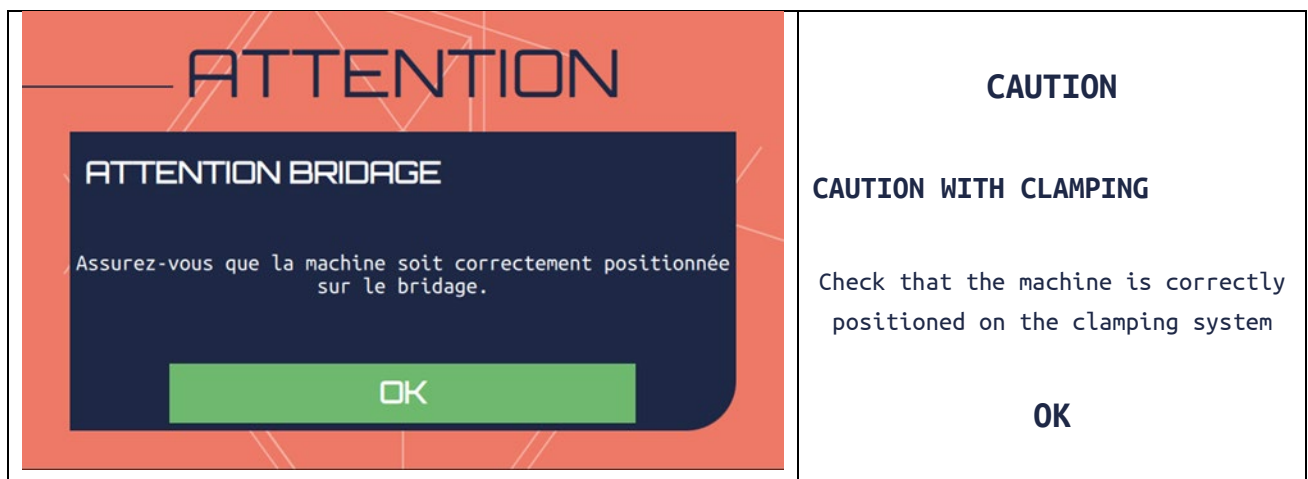 ATTENTION
ATTENTION BRIDAGE
Assurez-vous que la machine soit correctement positionnée
sur le bridage.
OK
CAUTION
CAUTION WITH CLAMPING
Check that the machine is correctly
positioned on the clamping system
OK